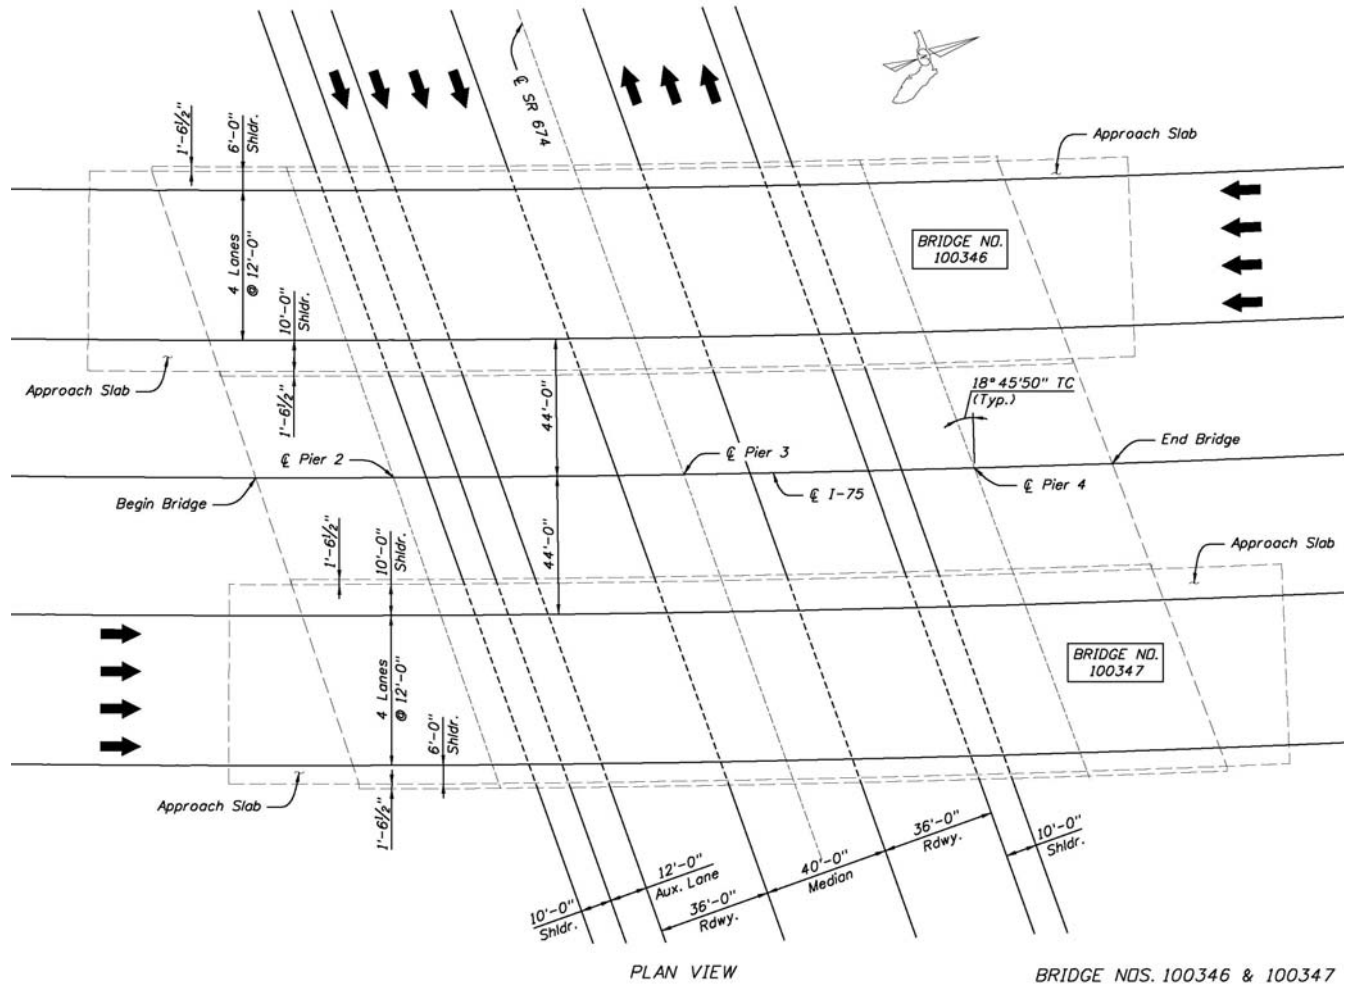 ℄ SR 674
1'-6½"
6'-0"
Shldr.
Approach Slab
4 Lanes
@ 12'-0"
BRIDGE NO.
100346
10'-0"
Shldr.
Approach Slab
1'-6½"
44'-0"
18° 45'50" TC
(Typ.)
End Bridge
℄ Pier 2
℄ Pier 3
℄ Pier 4
℄ I-75
Begin Bridge
1'-6½"
10'-0"
Shldr.
44'-0"
Approach Slab
4 Lanes
@ 12'-0"
BRIDGE NO.
100347
6'-0"
Shldr.
Approach Slab
1'-6½"
10'-0"
Shldr.
12'-0"
Aux. Lane
36'-0"
Rdwy.
40'-0"
Median
36'-0"
Rdwy.
10'-0"
Shldr.
PLAN VIEW
BRIDGE NOS. 100346 & 100347